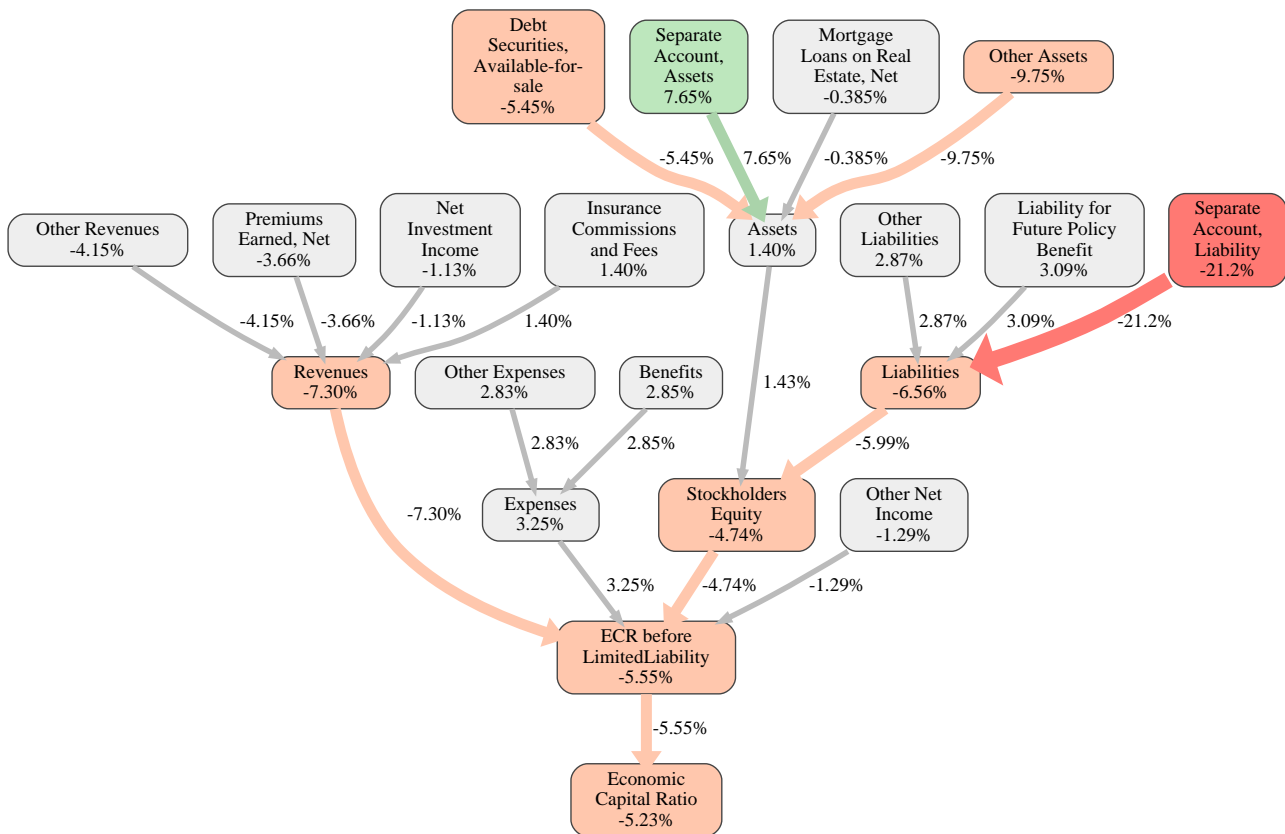 Debt
Securities,
Available-for-
sale
-5.45%
Separate
Account,
Assets
7.65%
Mortgage
Loans on Real
Estate, Net
-0.385%
Other Assets
-9.75%
-5.45%
7.65%
-0.385%
-9.75%
Other Revenues
-4.15%
Premiums
Earned, Net
-3.66%
Net
Investment
Income
-1.13%
Insurance
Commissions
and Fees
1.40%
Assets
1.40%
Other
Liabilities
2.87%
Liability for
Future Policy
Benefit
3.09%
Separate
Account,
Liability
-21.2%
-4.15%
-3.66%
-1.13%
1.40%
2.87%
3.09%
-21.2%
Revenues
-7.30%
Other Expenses
2.83%
Benefits
2.85%
1.43%
Liabilities
-6.56%
2.83%
2.85%
-5.99%
-7.30%
Expenses
3.25%
Stockholders
Equity
-4.74%
Other Net
Income
-1.29%
3.25%
-4.74%
-1.29%
ECR before
LimitedLiability
-5.55%
-5.55%
Economic
Capital Ratio
-5.23%